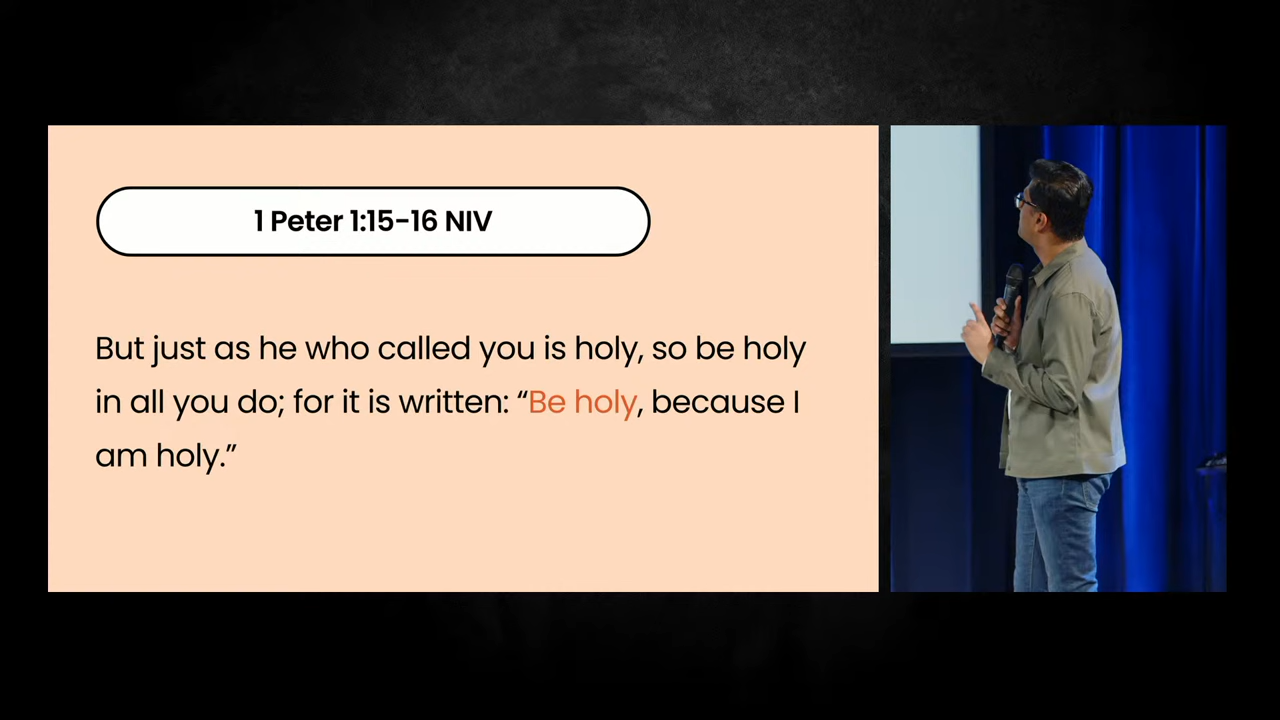 1 Peter 1:15-16 NIV
But just as he who called you is holy, so be holy
in all you do; for it is written: “Be holy, because I
am holy.”